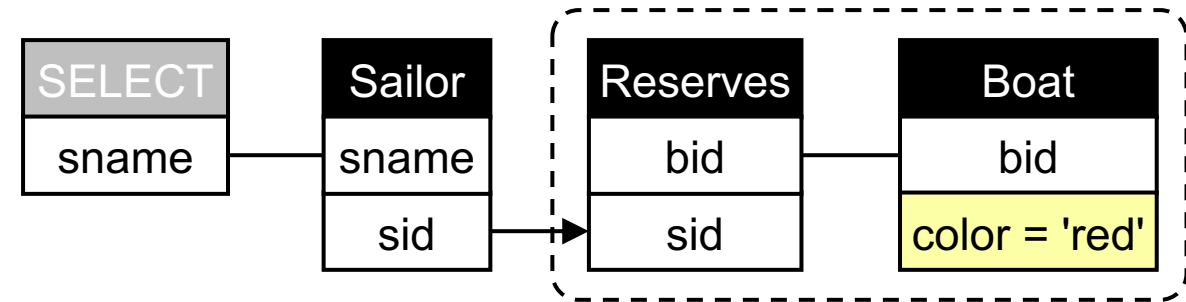 SELECT
sname
Sailor
sname
sid
Reserves
bid
sid
Boat
bid
color = 'red'